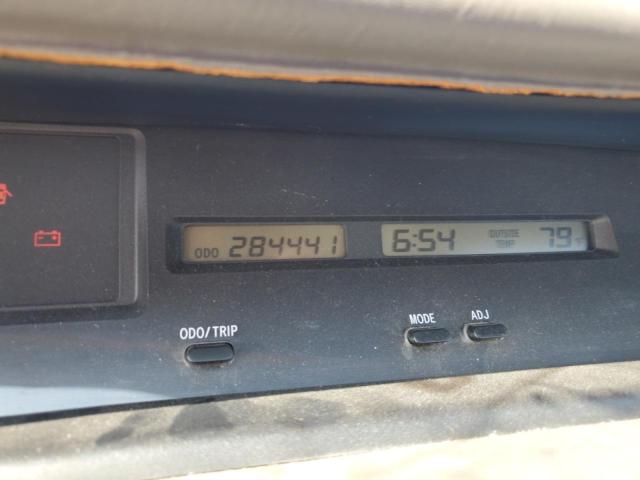 ODO 284441
6:54 OUTSIDE TEMP 79°F
ODO/TRIP
MODE
ADJ